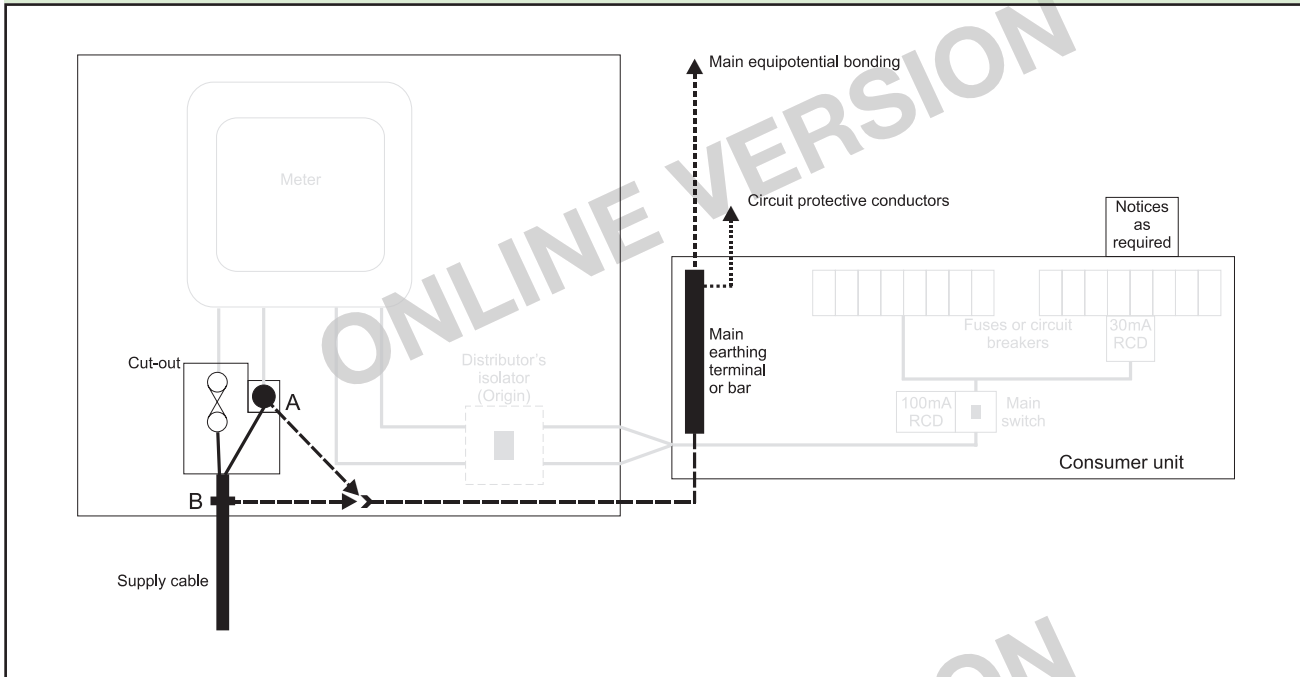 ONLINE VERSION
Main equipotential bonding
Meter
Circuit protective conductors
Notices
as
required
Cut-out
A
Distributor's
isolator
(Origin)
Main
earthing
terminal
or bar
Fuses or circuit
breakers
30mA
RCD
100mA
RCD
Main
switch
Consumer unit
B
Supply cable
ON